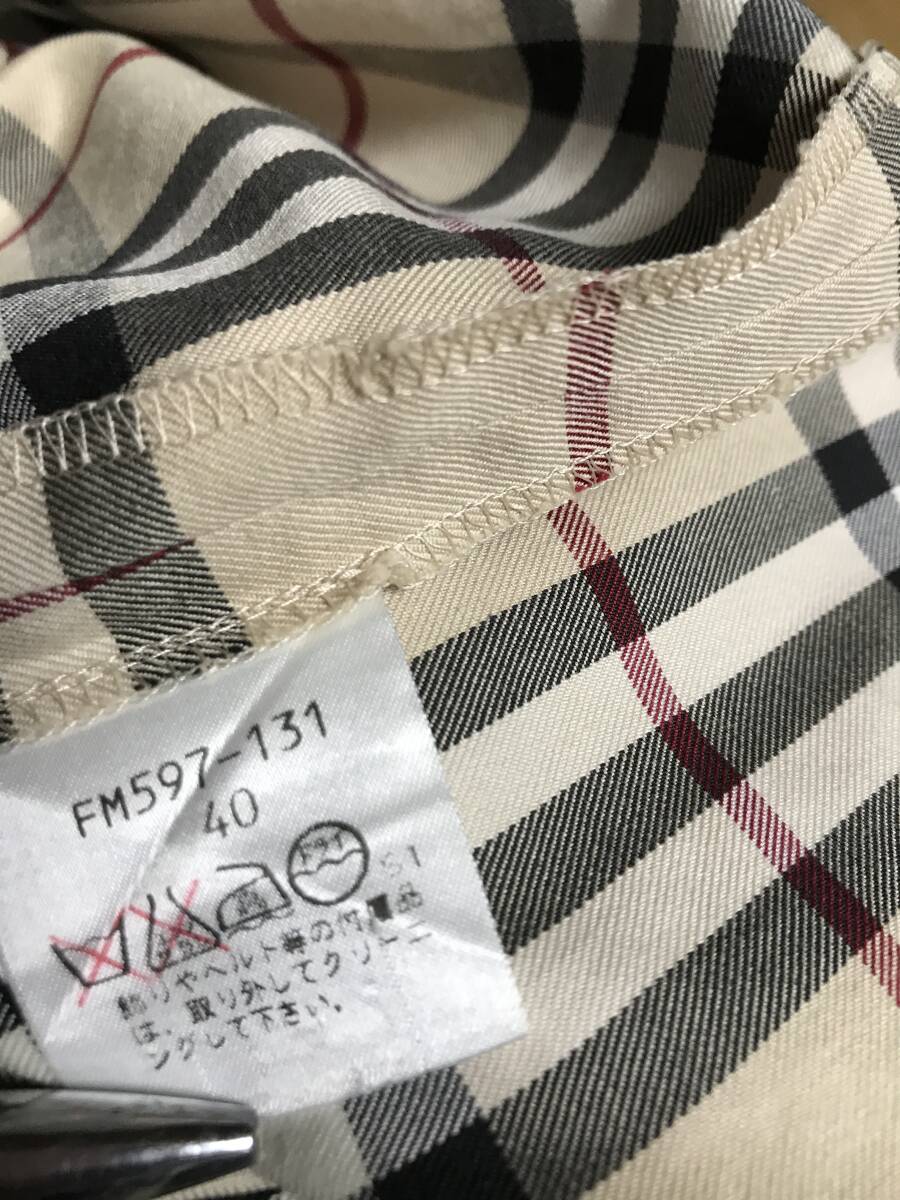 FM597-131
40
ドライ
S1
飾りやベルト等の付属品
は、取り外してクリーニ
ングして下さい。